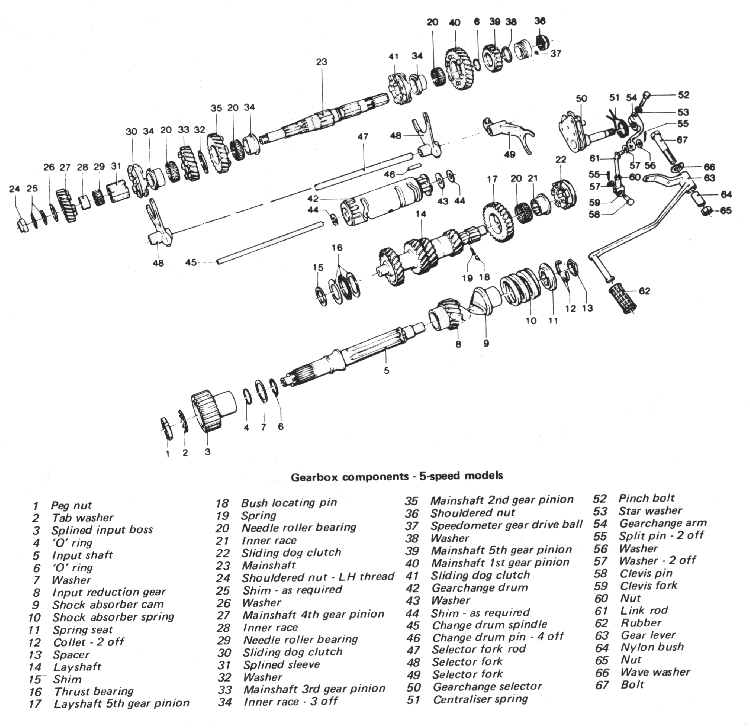 40
6
39
38
36
20
34
41
37
23
35
20
34
33
32
20
34
30
31
29
28
27
26
25
24
48
47
46
49
50
51
54
52
53
55
67
61
57
56
66
55
57
60
63
59
58
64
65
22
21
20
17
42
43
44
44
14
48
45
16
15
19
18
62
13
12
11
10
9
8
5
4
7
6
3
2
1
Gearbox components - 5-speed models
1 Peg nut
2 Tab washer
3 Splined input boss
4 'O' ring
5 Input shaft
6 'O' ring
7 Washer
8 Input reduction gear
9 Shock absorber cam
10 Shock absorber spring
11 Spring seat
12 Collet - 2 off
13 Spacer
14 Layshaft
15 Shim
16 Thrust bearing
17 Layshaft 5th gear pinion
18 Bush locating pin
19 Spring
20 Needle roller bearing
21 Inner race
22 Sliding dog clutch
23 Mainshaft
24 Shouldered nut - LH thread
25 Shim - as required
26 Washer
27 Mainshaft 4th gear pinion
28 Inner race
29 Needle roller bearing
30 Sliding dog clutch
31 Splined sleeve
32 Washer
33 Mainshaft 3rd gear pinion
34 Inner race - 3 off
35 Mainshaft 2nd gear pinion
36 Shouldered nut
37 Speedometer gear drive ball
38 Washer
39 Mainshaft 5th gear pinion
40 Mainshaft 1st gear pinion
41 Sliding dog clutch
42 Gearchange drum
43 Washer
44 Shim - as required
45 Change drum spindle
46 Change drum pin - 4 off
47 Selector fork rod
48 Selector fork
49 Selector fork
50 Gearchange selector
51 Centraliser spring
52 Pinch bolt
53 Star washer
54 Gearchange arm
55 Split pin - 2 off
56 Washer
57 Washer - 2 off
58 Clevis pin
59 Clevis fork
60 Nut
61 Link rod
62 Rubber
63 Gear lever
64 Nylon bush
65 Nut
66 Wave washer
67 Bolt